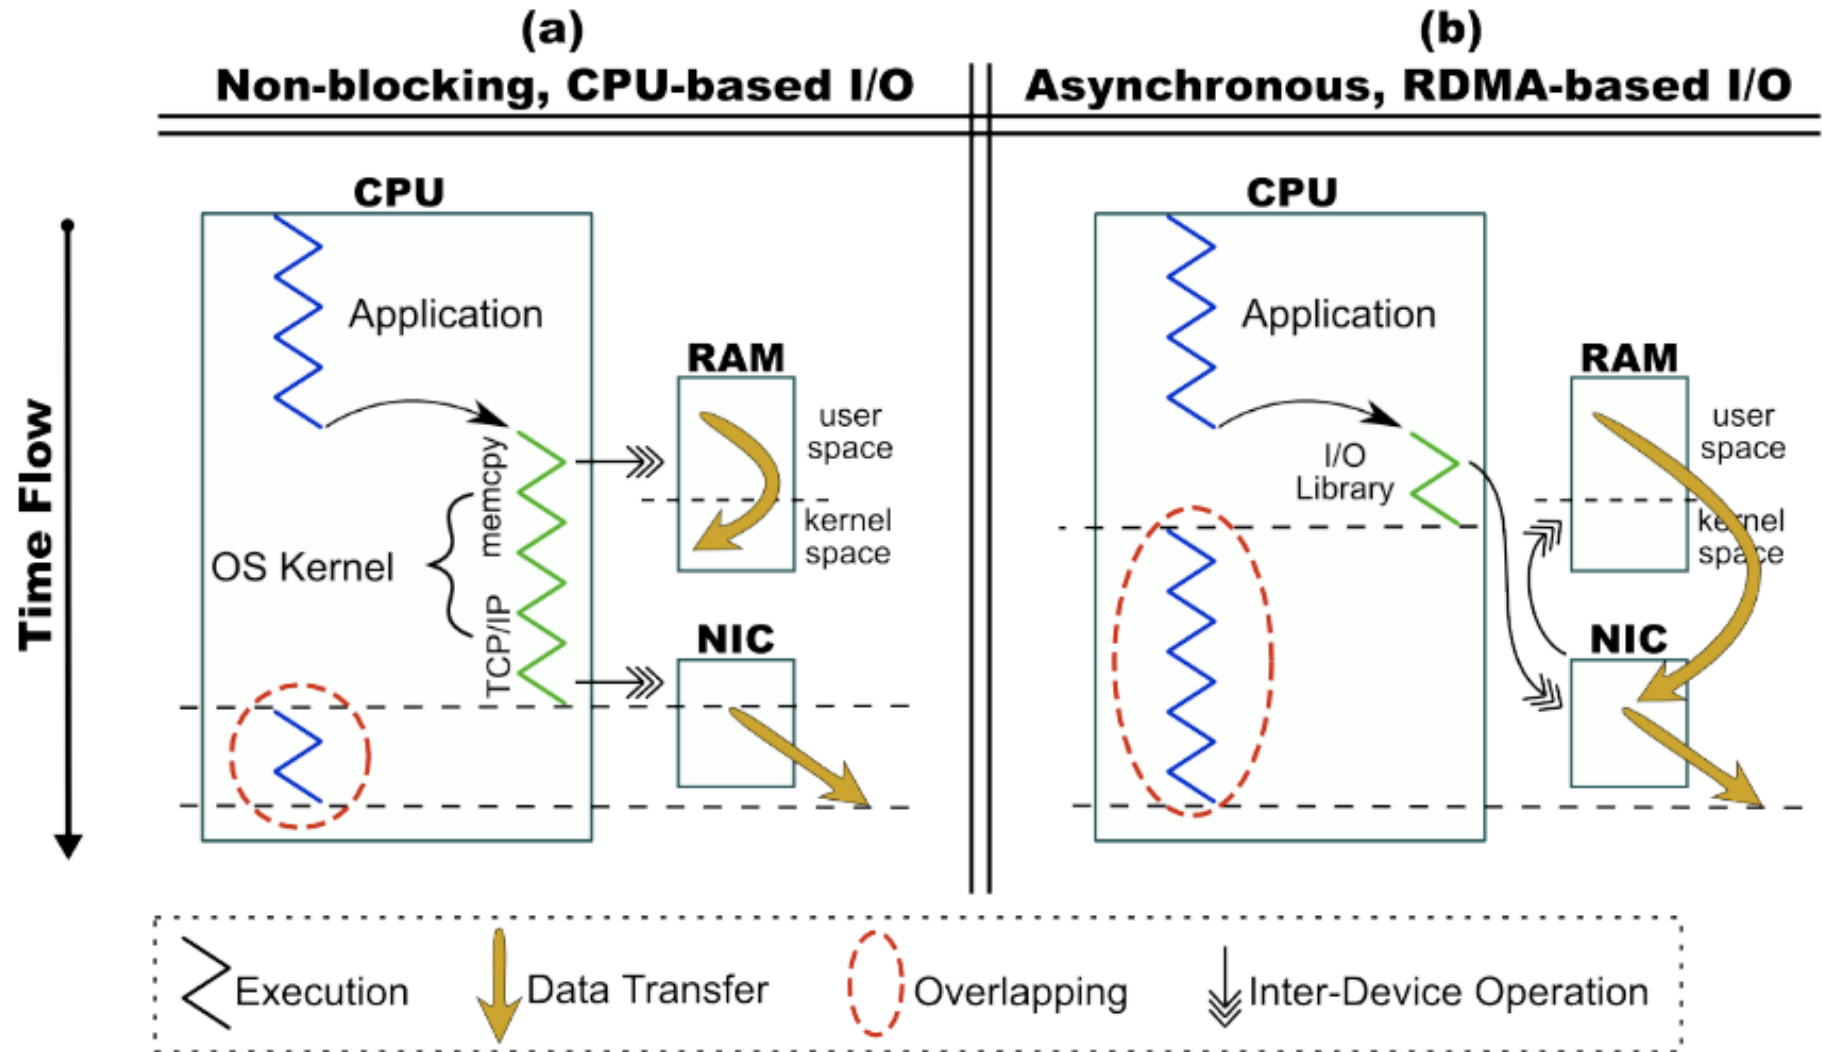 (a)
Non-blocking, CPU-based I/O
(b)
Asynchronous, RDMA-based I/O
Time Flow
CPU
Application
OS Kernel
memcpy
TCP/IP
RAM
user
space
kernel
space
NIC
CPU
Application
I/O
Library
RAM
user
space
kernel
space
NIC
Execution
Data Transfer
Overlapping
Inter-Device Operation